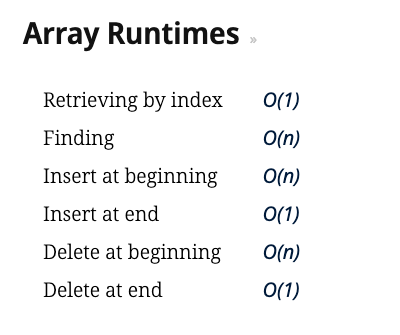 Array Runtimes »
Retrieving by index O(1)
Finding O(n)
Insert at beginning O(n)
Insert at end O(1)
Delete at beginning O(n)
Delete at end O(1)